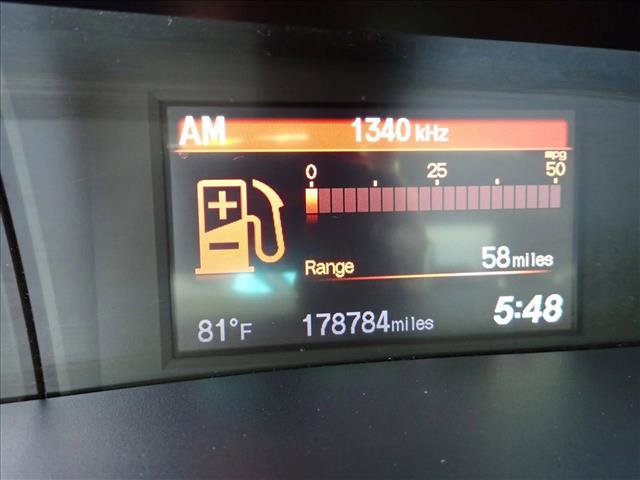 AM 1340 kHz
mpg
0 25 50
Range 58 miles
81°F 178784 miles 5:48